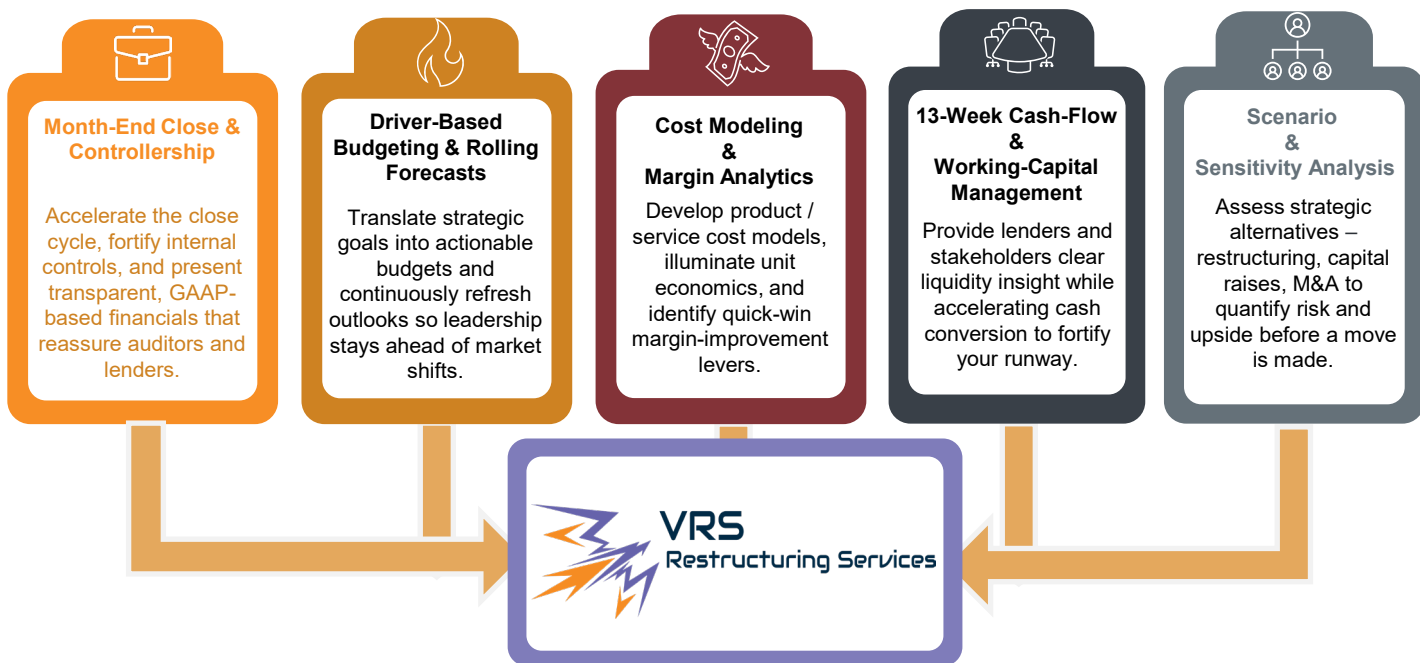 Month-End Close &
Controllership
Accelerate the close
cycle, fortify internal
controls, and present
transparent, GAAP-
based financials that
reassure auditors and
lenders.
Driver-Based
Budgeting & Rolling
Forecasts
Translate strategic
goals into actionable
budgets and
continuously refresh
outlooks so leadership
stays ahead of market
shifts.
Cost Modeling
&
Margin Analytics
Develop product /
service cost models,
illuminate unit
economics, and
identify quick-win
margin-improvement
levers.
13-Week Cash-Flow
&
Working-Capital
Management
Provide lenders and
stakeholders clear
liquidity insight while
accelerating cash
conversion to fortify
your runway.
Scenario
&
Sensitivity Analysis
Assess strategic
alternatives –
restructuring, capital
raises, M&A to
quantify risk and
upside before a move
is made.
VRS
Restructuring Services